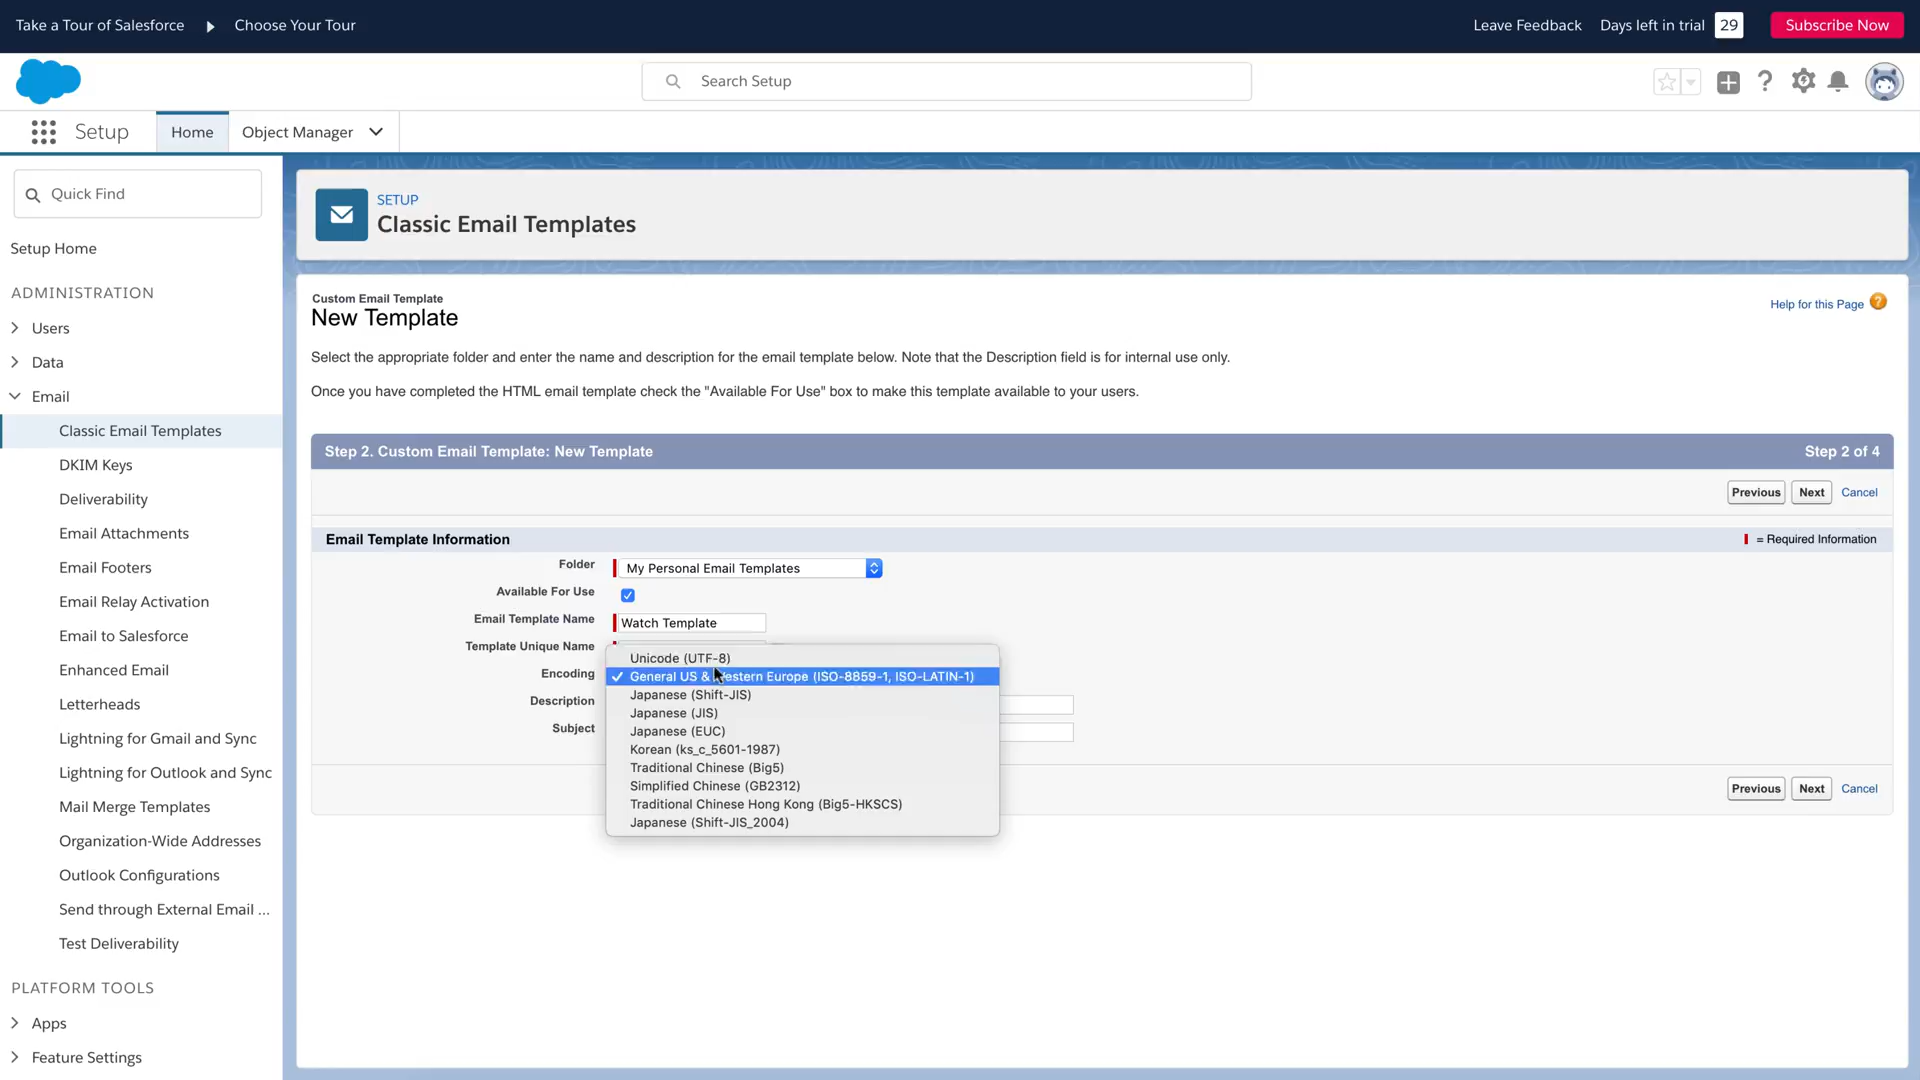 Take a Tour of Salesforce
Choose Your Tour
Leave Feedback
Days left in trial
29
Subscribe Now
Search Setup
Setup
Home
Object Manager
Quick Find
Setup Home
ADMINISTRATION
Users
Data
Email
Classic Email Templates
DKIM Keys
Deliverability
Email Attachments
Email Footers
Email Relay Activation
Email to Salesforce
Enhanced Email
Letterheads
Lightning for Gmail and Sync
Lightning for Outlook and Sync
Mail Merge Templates
Organization-Wide Addresses
Outlook Configurations
Send through External Email ...
Test Deliverability
PLATFORM TOOLS
Apps
Feature Settings
SETUP
Classic Email Templates
Custom Email Template
New Template
Help for this Page
Select the appropriate folder and enter the name and description for the email template below. Note that the Description field is for internal use only.
Once you have completed the HTML email template check the "Available For Use" box to make this template available to your users.
Step 2. Custom Email Template: New Template
Step 2 of 4
Previous
Next
Cancel
Email Template Information
= Required Information
Folder
My Personal Email Templates
Available For Use
Email Template Name
Watch Template
Template Unique Name
Encoding
Description
Subject
Unicode (UTF-8)
General US & Western Europe (ISO-8859-1, ISO-LATIN-1)
Japanese (Shift-JIS)
Japanese (JIS)
Japanese (EUC)
Korean (ks_c_5601-1987)
Traditional Chinese (Big5)
Simplified Chinese (GB2312)
Traditional Chinese Hong Kong (Big5-HKSCS)
Japanese (Shift-JIS_2004)
Previous
Next
Cancel